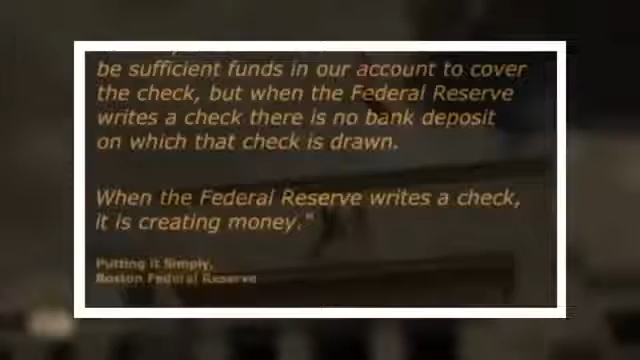 be sufficient funds in our account to cover
the check, but when the Federal Reserve
writes a check there is no bank deposit
on which that check is drawn.
When the Federal Reserve writes a check,
it is creating money."
Putting it Simply,
Boston Federal Reserve